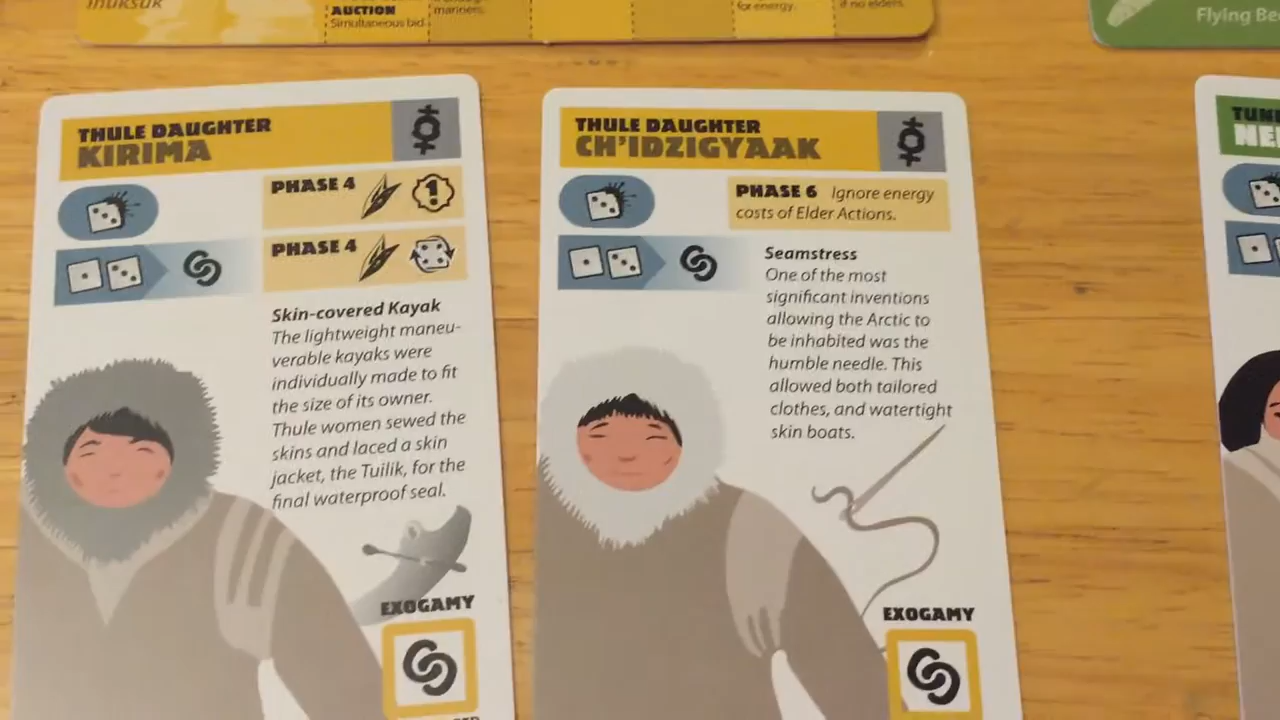 Inuksuk
AUCTION
Simultaneous bid
manners.
for energy.
if no elders.
Flying Be
THULE DAUGHTER
KIRIMA
PHASE 4
PHASE 4
Skin-covered Kayak
The lightweight maneu-
verable kayaks were
individually made to fit
the size of its owner.
Thule women sewed the
skins and laced a skin
jacket, the Tuilik, for the
final waterproof seal.
EXOGAMY
THULE DAUGHTER
CH'IDZIGYAAK
PHASE 6 Ignore energy
costs of Elder Actions.
Seamstress
One of the most
significant inventions
allowing the Arctic to
be inhabited was the
humble needle. This
allowed both tailored
clothes, and watertight
skin boats.
EXOGAMY
TUN
NE